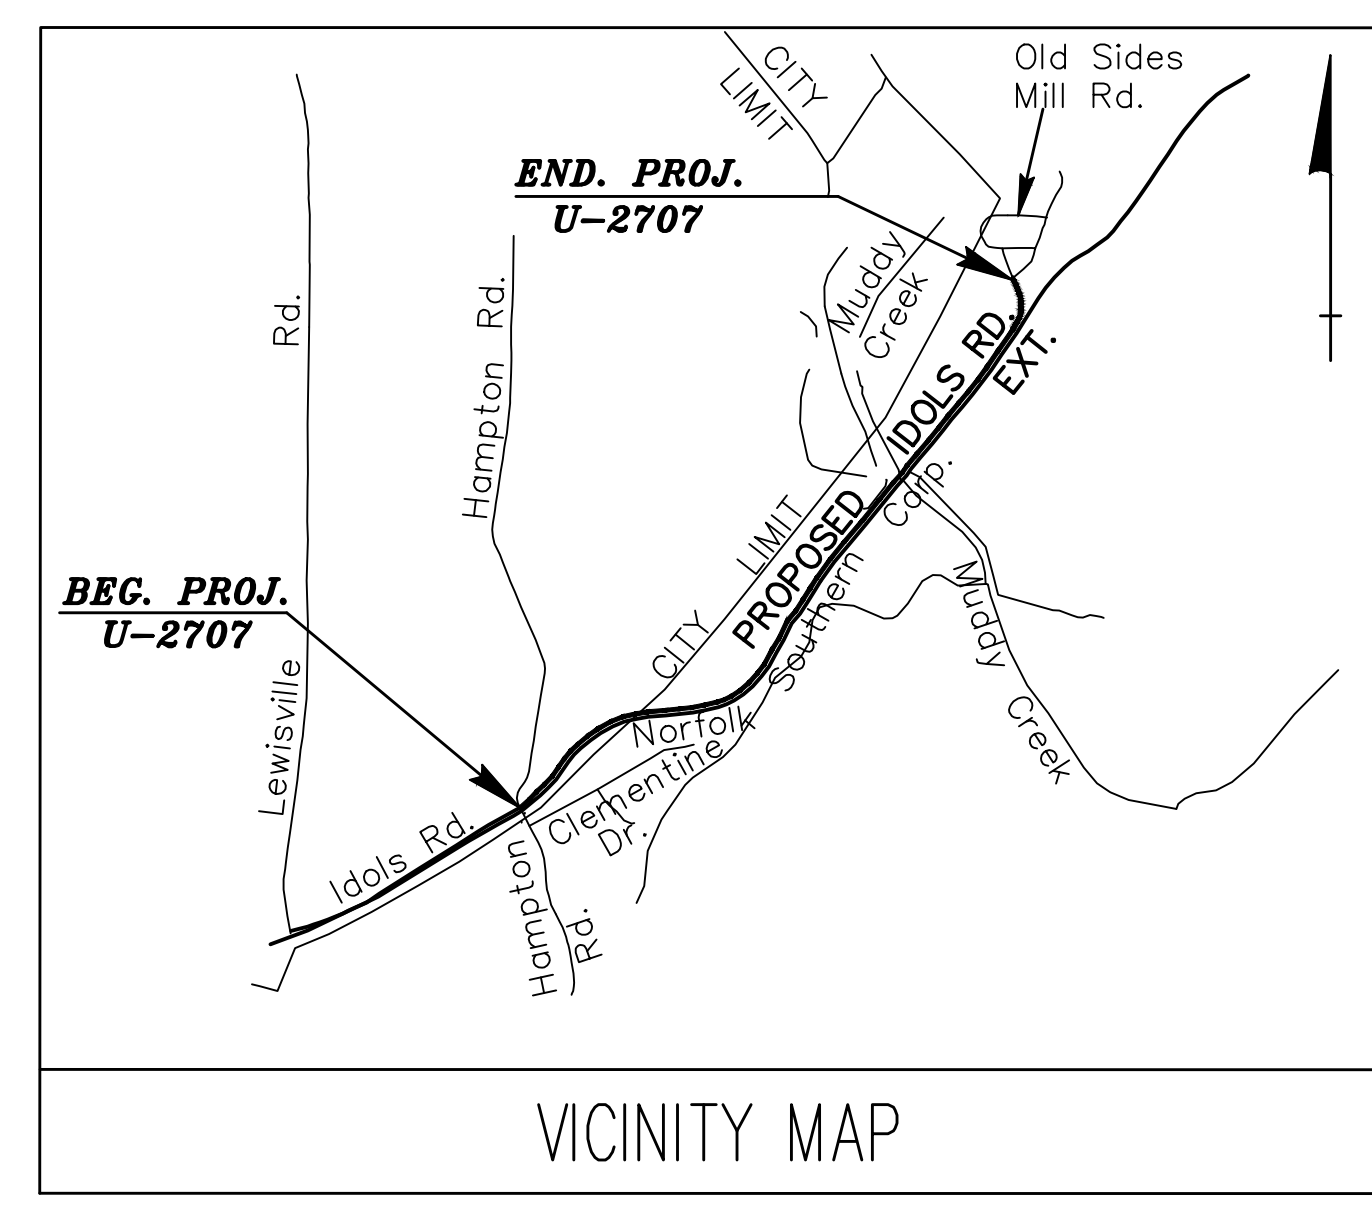 Old Sides
Mill Rd.
CITY
LIMIT
END. PROJ.
U-2707
Muddy
Creek
Rd.
Hampton Rd.
PROPOSED IDOLS RD.
EXT.
CITY LIMIT
Norfolk Southern Corp.
BEG. PROJ.
U-2707
Muddy Creek
Lewisville
Clementine
Dr.
Idols Rd.
Hampton
Rd.
VICINITY MAP